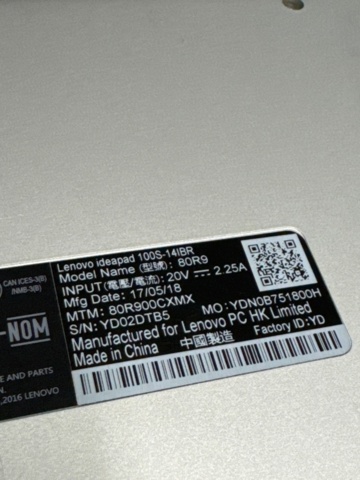 Lenovo ideapad 100S-14IBR
Model Name (型號): 80R9
INPUT(電壓/電流): 20V ⎓ 2.25A
Mfg Date: 17/05/18
MTM: 80R900CXMX
S/N: YD02DTB5 MO: YDN0B751800H
Manufactured for Lenovo PC HK Limited
Made in China 中國製造 Factory ID: YD
CAN ICES-3(B)
/NMB-3(B)
-NOM
E AND PARTS
N.
2016 LENOVO